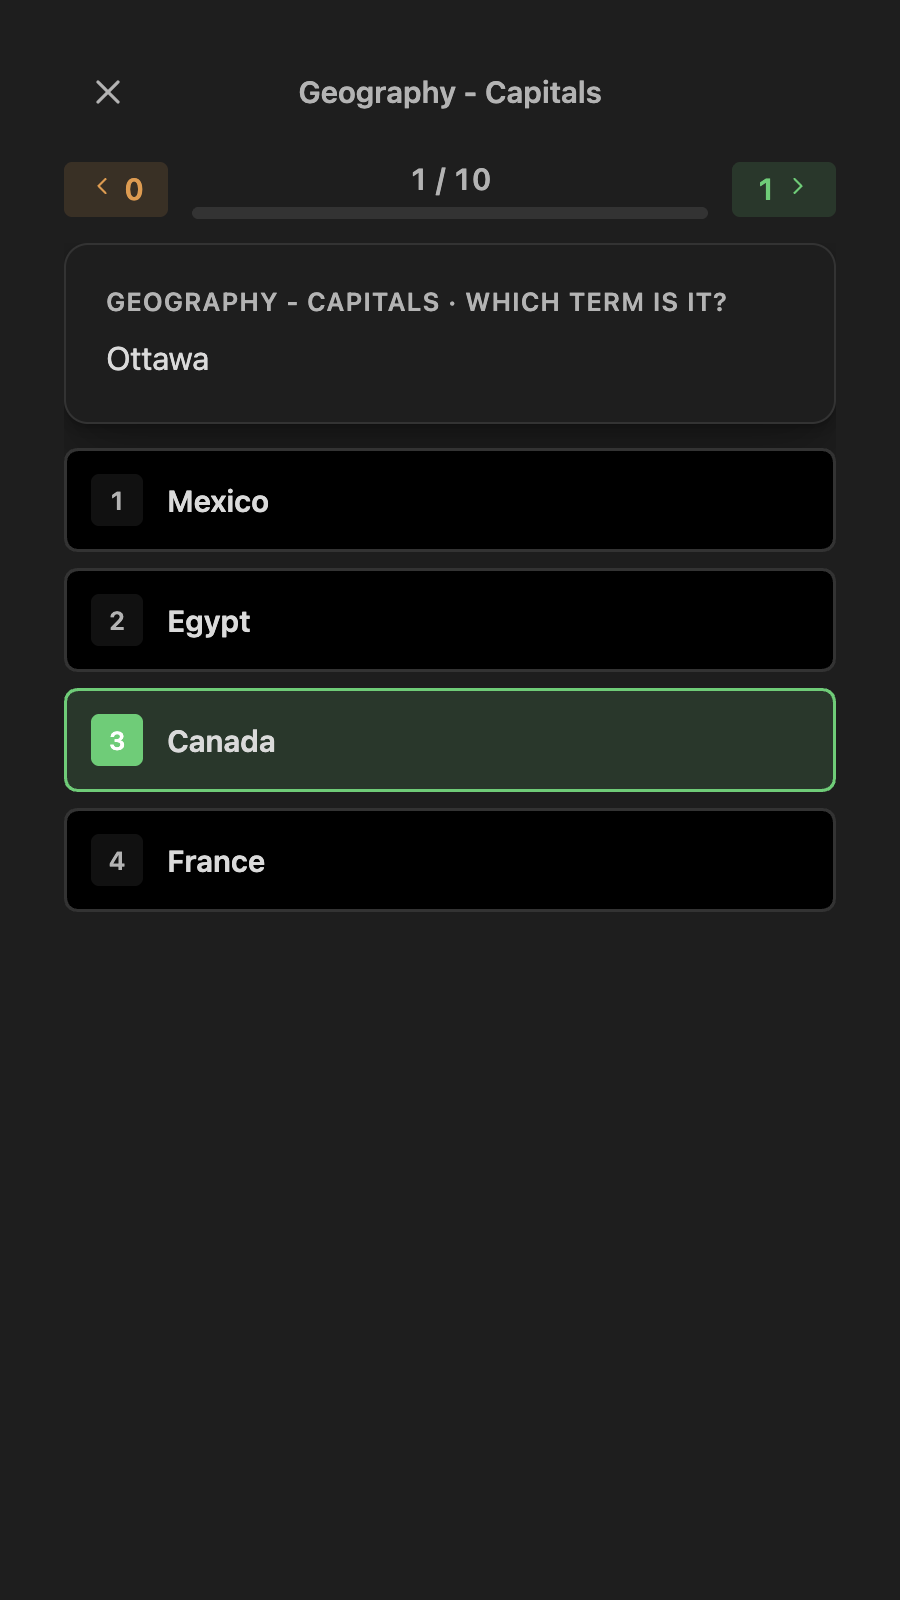 Geography - Capitals
0
1 / 10
1
GEOGRAPHY - CAPITALS · WHICH TERM IS IT?
Ottawa
1 Mexico
2 Egypt
3 Canada
4 France